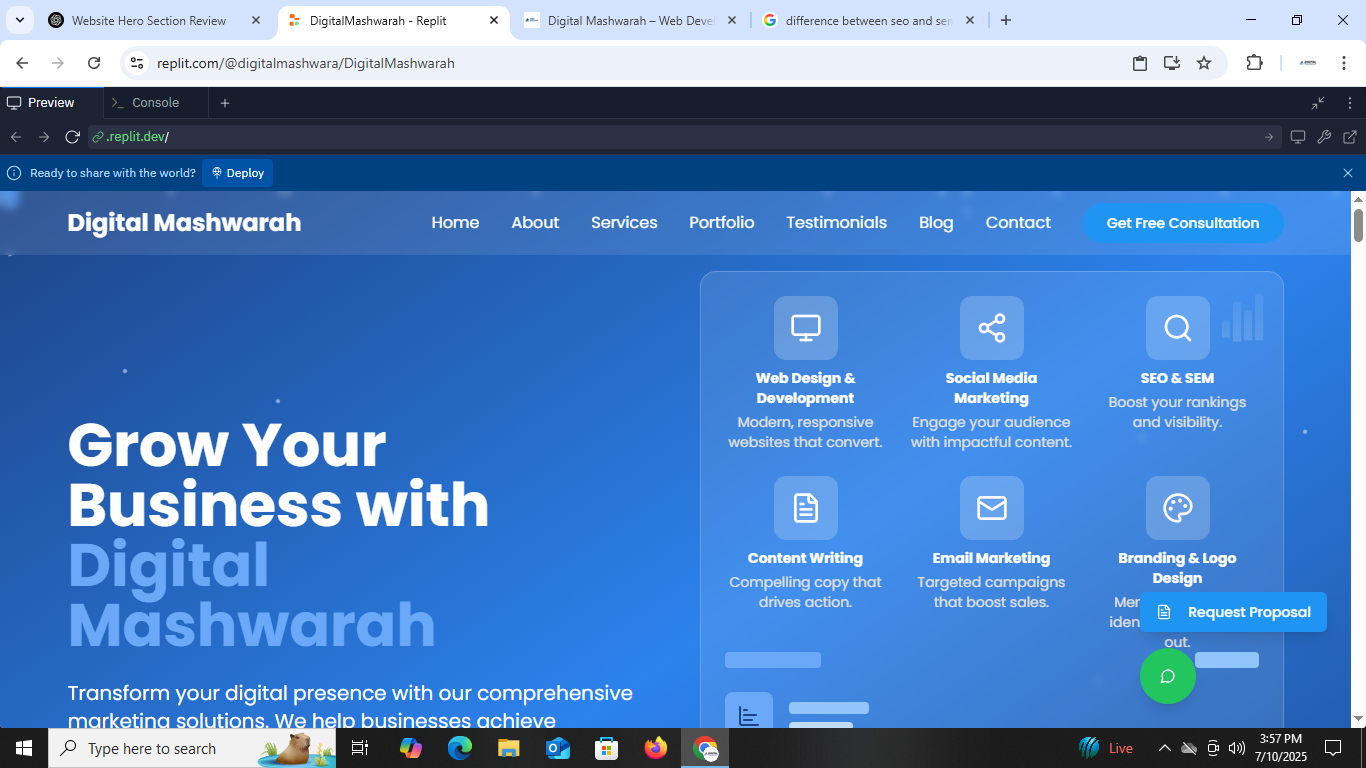 Website Hero Section Review
DigitalMashwarah - Replit
Digital Mashwarah – Web Devel
difference between seo and sem
replit.com/@digitalmashwara/DigitalMashwarah
Preview
Console
.replit.dev/
Ready to share with the world?
Deploy
Digital Mashwarah
Home
About
Services
Portfolio
Testimonials
Blog
Contact
Get Free Consultation
Grow Your
Business with
Digital
Mashwarah
Transform your digital presence with our comprehensive
marketing solutions. We help businesses achieve
Web Design &
Development
Modern, responsive
websites that convert.
Social Media
Marketing
Engage your audience
with impactful content.
SEO & SEM
Boost your rankings
and visibility.
Content Writing
Compelling copy that
drives action.
Email Marketing
Targeted campaigns
that boost sales.
Branding & Logo
Design
out.
Request Proposal
Type here to search
Live
3:57 PM
7/10/2025